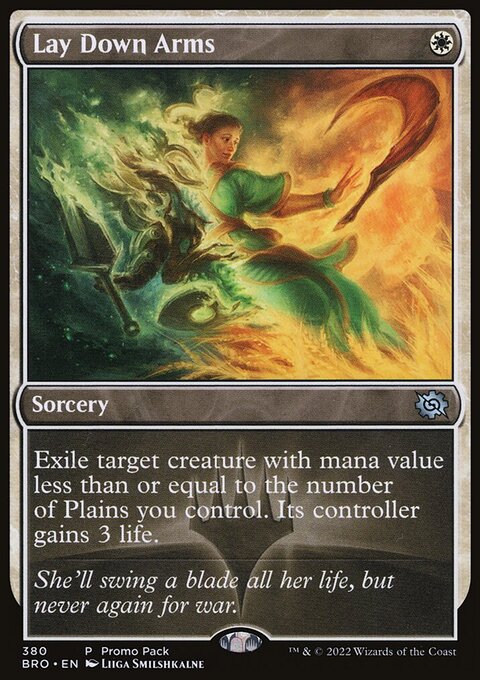 Lay Down Arms
Sorcery
Exile target creature with mana value
less than or equal to the number
of Plains you control. Its controller
gains 3 life.
She'll swing a blade all her life, but
never again for war.
380 P Promo Pack
BRO • EN Liiga Smilshkalne
™ & © 2022 Wizards of the Coast